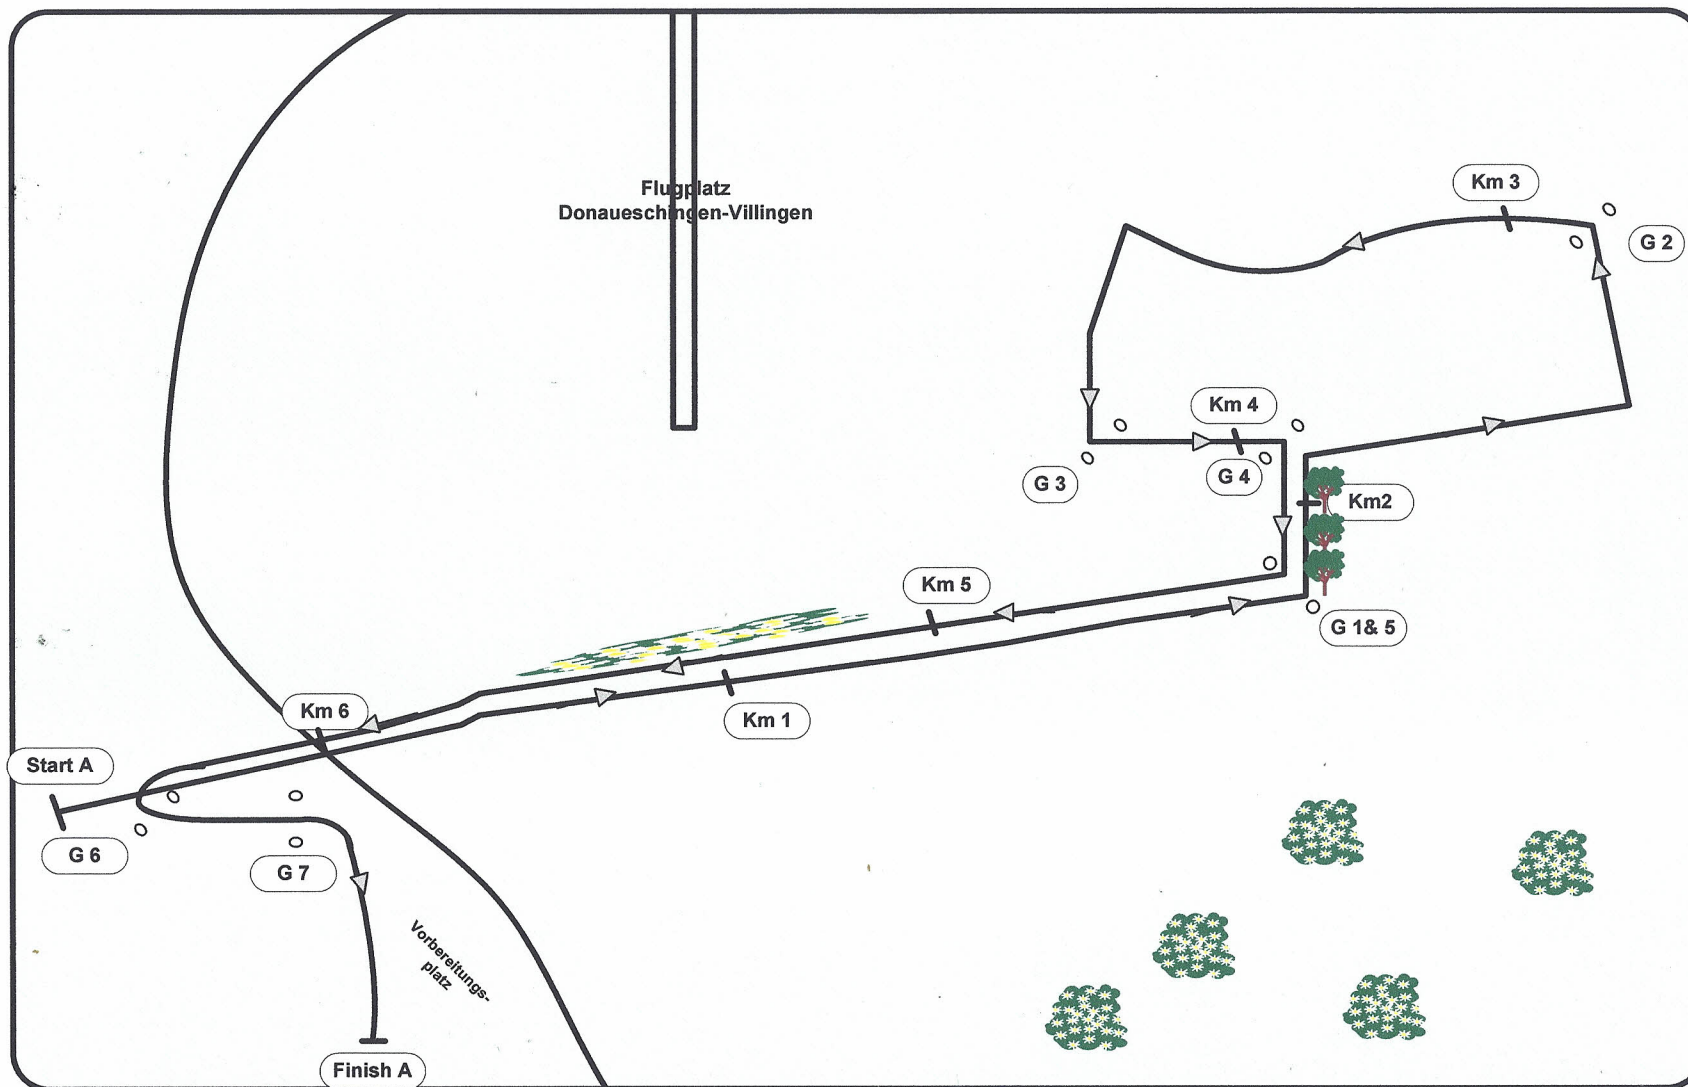 Km 3
Flugplatz
Donaueschingen-Villingen
G 2
Km 4
G 3
G 4
Km2
Km 5
G 1& 5
Km 6
Km 1
Start A
G 6
G 7
Vorbereitungs-
platz
Finish A